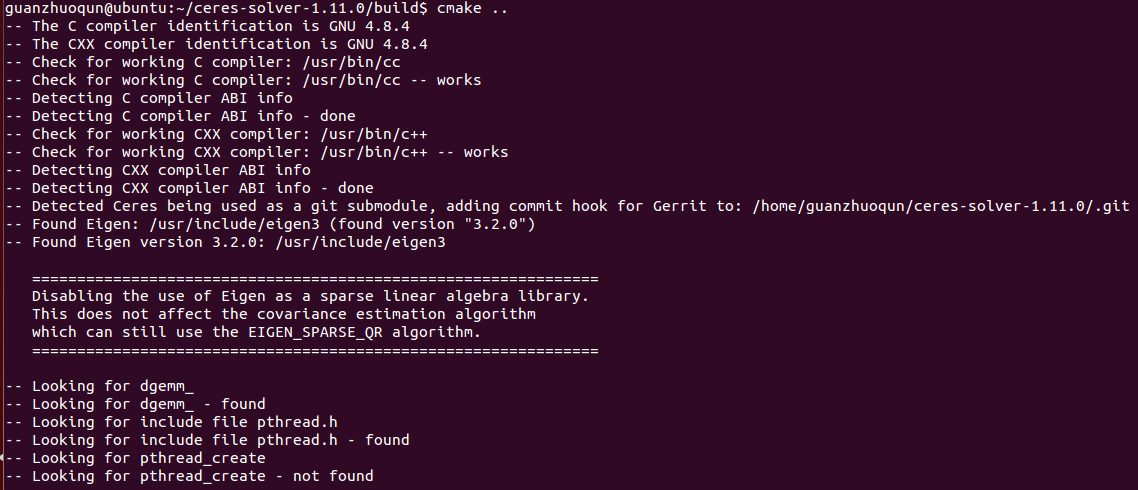 guanzhuoqun@ubuntu:~/ceres-solver-1.11.0/build$ cmake ..
-- The C compiler identification is GNU 4.8.4
-- The CXX compiler identification is GNU 4.8.4
-- Check for working C compiler: /usr/bin/cc
-- Check for working C compiler: /usr/bin/cc -- works
-- Detecting C compiler ABI info
-- Detecting C compiler ABI info - done
-- Check for working CXX compiler: /usr/bin/c++
-- Check for working CXX compiler: /usr/bin/c++ -- works
-- Detecting CXX compiler ABI info
-- Detecting CXX compiler ABI info - done
-- Detected Ceres being used as a git submodule, adding commit hook for Gerrit to: /home/guanzhuoqun/ceres-solver-1.11.0/.git
-- Found Eigen: /usr/include/eigen3 (found version "3.2.0")
-- Found Eigen version 3.2.0: /usr/include/eigen3
===============================================================
Disabling the use of Eigen as a sparse linear algebra library.
This does not affect the covariance estimation algorithm
which can still use the EIGEN_SPARSE_QR algorithm.
===============================================================
-- Looking for dgemm_
-- Looking for dgemm_ - found
-- Looking for include file pthread.h
-- Looking for include file pthread.h - found
-- Looking for pthread_create
-- Looking for pthread_create - not found